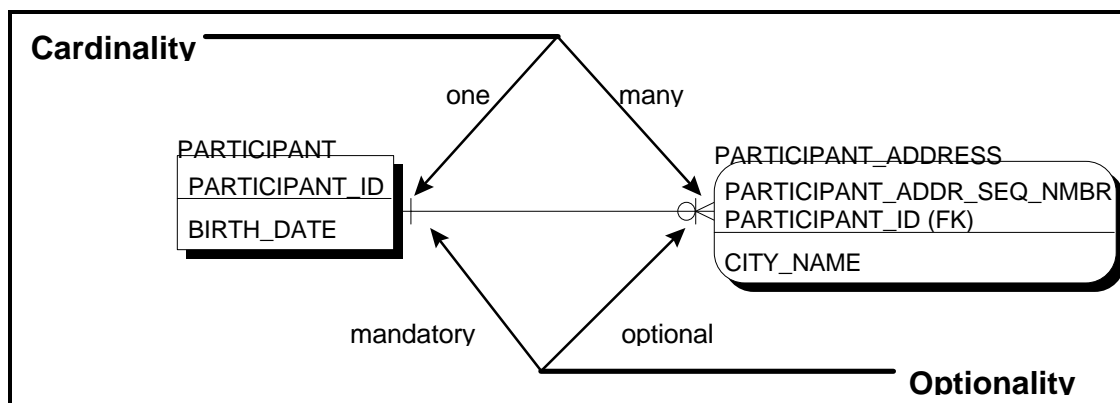 Cardinality
one
many
PARTICIPANT
PARTICIPANT_ID
BIRTH_DATE
PARTICIPANT_ADDRESS
PARTICIPANT_ADDR_SEQ_NMBR
PARTICIPANT_ID (FK)
CITY_NAME
mandatory
optional
Optionality